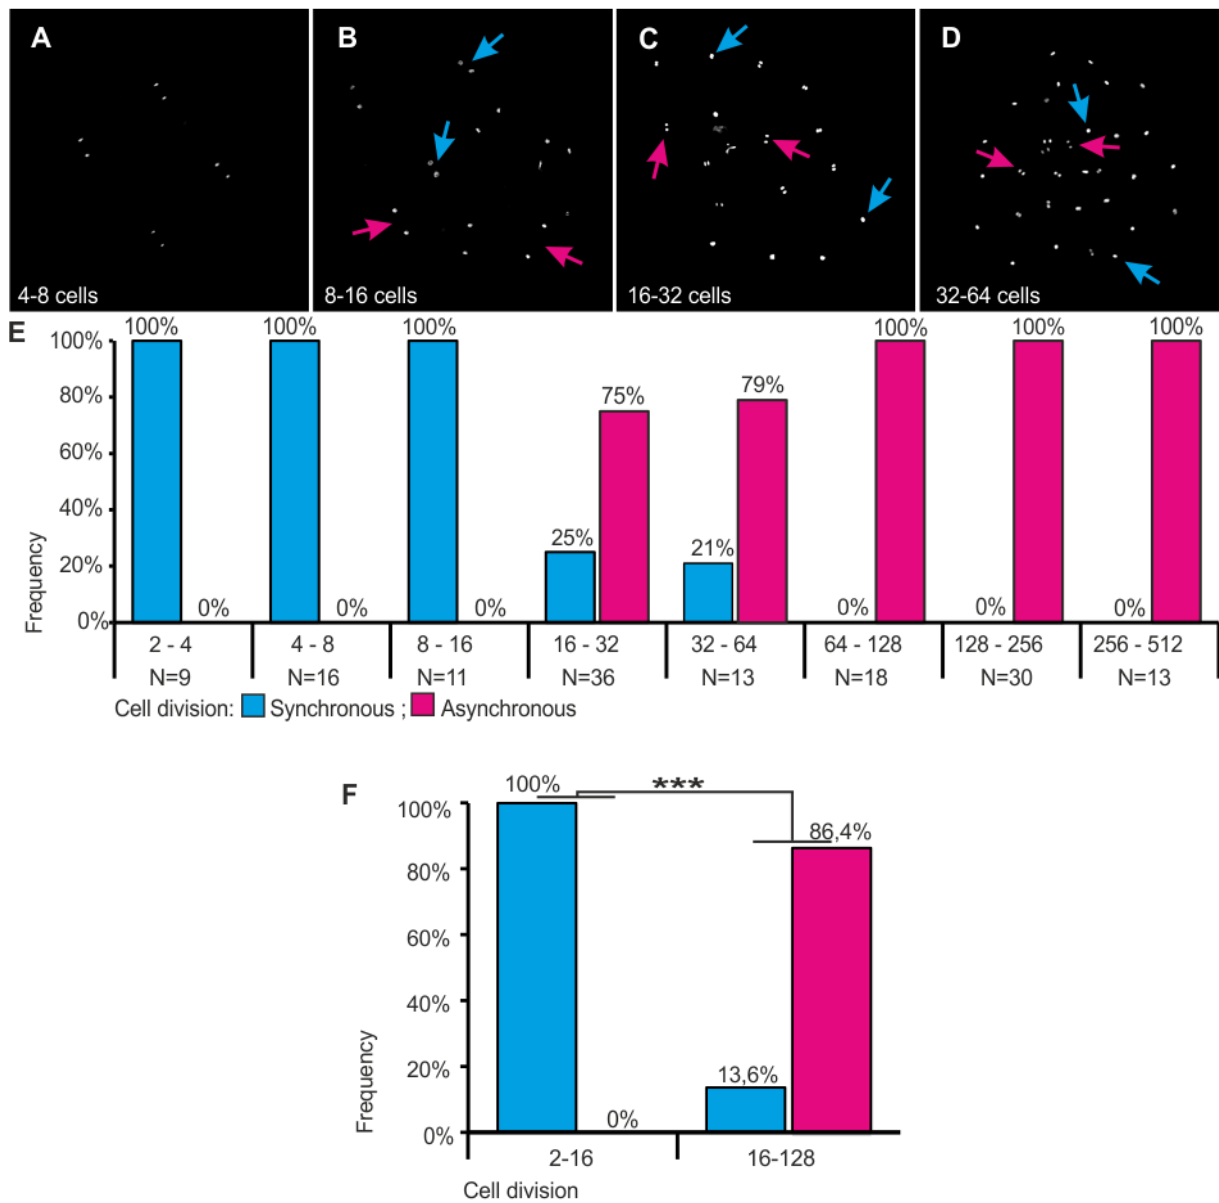 A
B
C
D
4-8 cells
8-16 cells
16-32 cells
32-64 cells
E
Frequency
100%
80%
60%
40%
20%
0%
100%
0%
100%
0%
100%
0%
25%
75%
21%
79%
0%
100%
0%
100%
0%
100%
2 - 4
4 - 8
8 - 16
16 - 32
32 - 64
64 - 128
128 - 256
256 - 512
N=9
N=16
N=11
N=36
N=13
N=18
N=30
N=13
Cell division: Synchronous ; Asynchronous
F
Frequency
100%
80%
60%
40%
20%
0%
100%
0%
***
13,6%
86,4%
2-16
16-128
Cell division